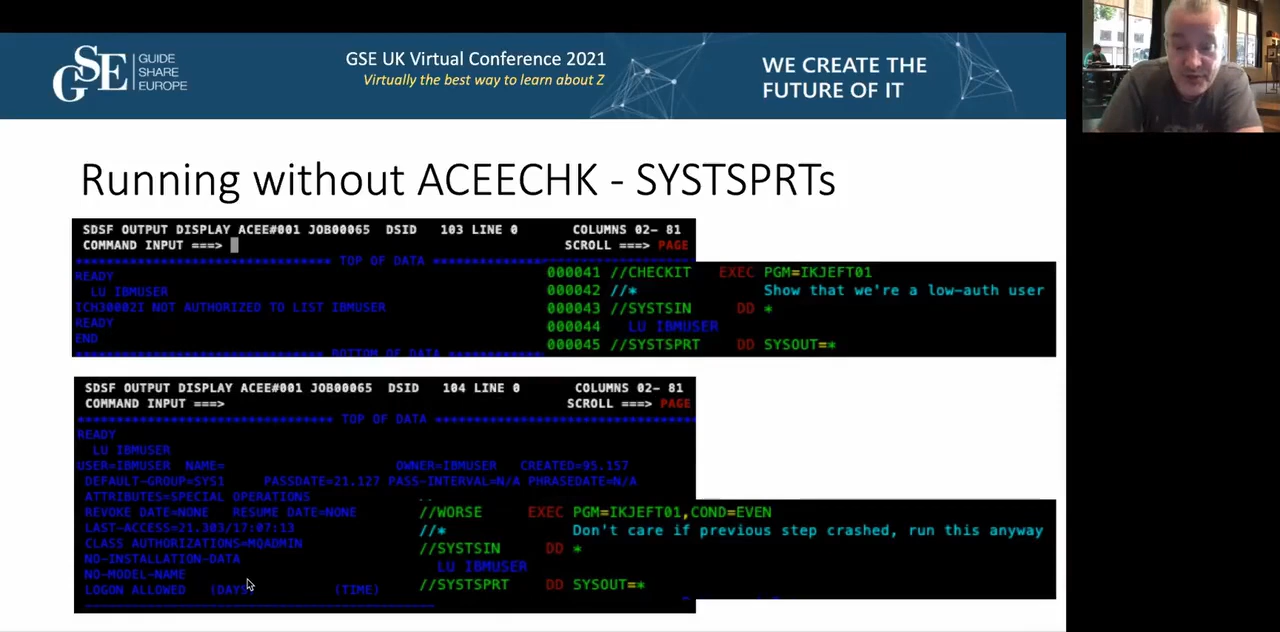 GSE GUIDE SHARE EUROPE
GSE UK Virtual Conference 2021
Virtually the best way to learn about Z
WE CREATE THE
FUTURE OF IT
Running without ACEECHK - SYSTSPRTs
SDSF OUTPUT DISPLAY ACEE#001 JOB00065 DSID 103 LINE 0 COLUMNS 02- 81
COMMAND INPUT ===> SCROLL ===> PAGE
******************************** TOP OF DATA **************
READY
LU IBMUSER
ICH30002I NOT AUTHORIZED TO LIST IBMUSER
READY
END
******************************* BOTTOM OF DATA ************
000041 //CHECKIT EXEC PGM=IKJEFT01
000042 //* Show that we're a low-auth user
000043 //SYSTSIN DD *
000044 LU IBMUSER
000045 //SYSTSPRT DD SYSOUT=*
SDSF OUTPUT DISPLAY ACEE#001 JOB00065 DSID 104 LINE 0 COLUMNS 02- 81
COMMAND INPUT ===> SCROLL ===> PAGE
******************************** TOP OF DATA *********************************
READY
LU IBMUSER
USER=IBMUSER NAME= OWNER=IBMUSER CREATED=95.157
DEFAULT-GROUP=SYS1 PASSDATE=21.127 PASS-INTERVAL=N/A PHRASEDATE=N/A
ATTRIBUTES=SPECIAL OPERATIONS
REVOKE DATE=NONE RESUME DATE=NONE
LAST-ACCESS=21.303/17:07:13
CLASS AUTHORIZATIONS=MQADMIN
NO-INSTALLATION-DATA
NO-MODEL-NAME
LOGON ALLOWED (DAYS) (TIME)
//WORSE EXEC PGM=IKJEFT01,COND=EVEN
//* Don't care if previous step crashed, run this anyway
//SYSTSIN DD *
LU IBMUSER
//SYSTSPRT DD SYSOUT=*